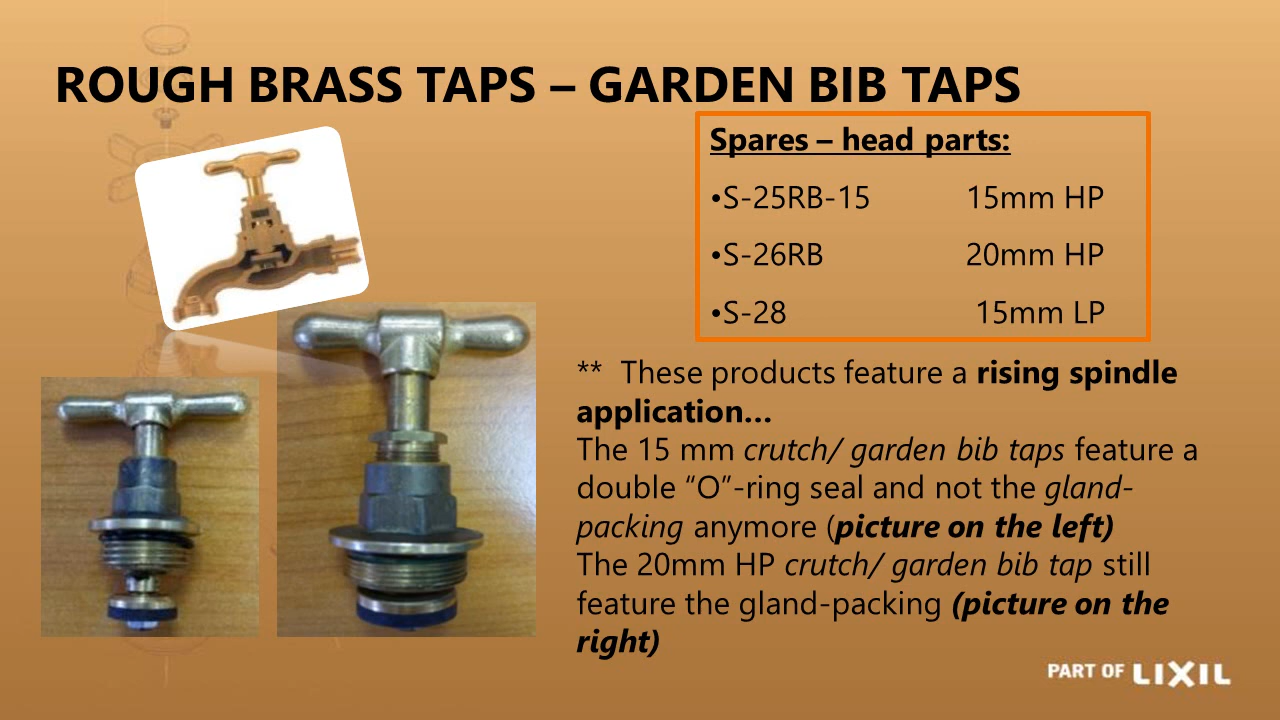 ROUGH BRASS TAPS – GARDEN BIB TAPS
Spares – head parts:
•S-25RB-15 15mm HP
•S-26RB 20mm HP
•S-28 15mm LP
** These products feature a rising spindle
application…
The 15 mm crutch/ garden bib taps feature a
double “O”-ring seal and not the gland-
packing anymore (picture on the left)
The 20mm HP crutch/ garden bib tap still
feature the gland-packing (picture on the
right)
PART OF LIXIL